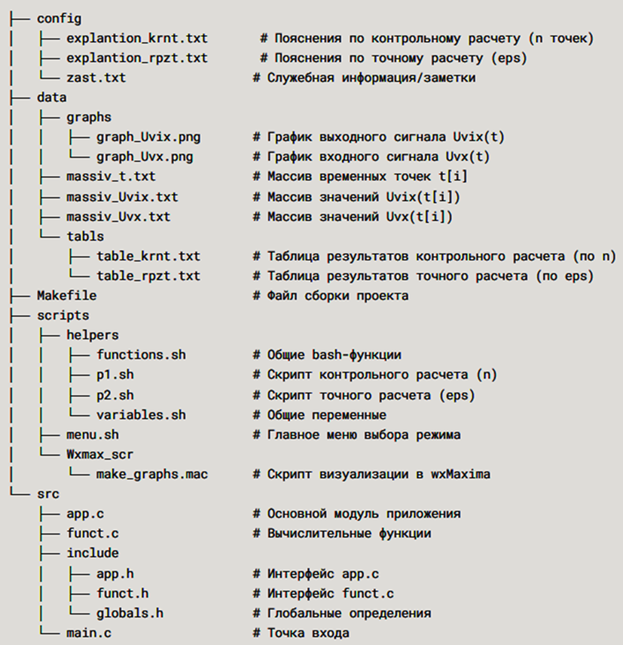 ├── config
│   ├── explantion_krnt.txt       # Пояснения по контрольному расчету (n точек)
│   ├── explantion_rpzt.txt       # Пояснения по точному расчету (eps)
│   └── zast.txt                 # Служебная информация/заметки
├── data
│   ├── graphs
│   │   ├── graph_Uvix.png       # График выходного сигнала Uvix(t)
│   │   └── graph_Uvx.png        # График входного сигнала Uvx(t)
│   ├── massiv_t.txt             # Массив временных точек t[i]
│   ├── massiv_Uvix.txt          # Массив значений Uvix(t[i])
│   ├── massiv_Uvx.txt           # Массив значений Uvx(t[i])
│   └── tabls
│       ├── table_krnt.txt       # Таблица результатов контрольного расчета (по n)
│       └── table_rpzt.txt       # Таблица результатов точного расчета (по eps)
├── Makefile                     # Файл сборки проекта
├── scripts
│   ├── helpers
│   │   ├── functions.sh         # Общие bash-функции
│   │   ├── p1.sh                # Скрипт контрольного расчета (n)
│   │   ├── p2.sh                # Скрипт точного расчета (eps)
│   │   └── variables.sh         # Общие переменные
│   ├── menu.sh                  # Главное меню выбора режима
│   └── Wxmax_scr
│       └── make_graphs.mac      # Скрипт визуализации в wxMaxima
└── src
    ├── app.c                    # Основной модуль приложения
    ├── funct.c                  # Вычислительные функции
    ├── include
    │   ├── app.h                # Интерфейс app.c
    │   ├── funct.h              # Интерфейс funct.c
    │   └── globals.h            # Глобальные определения
    └── main.c                   # Точка входа